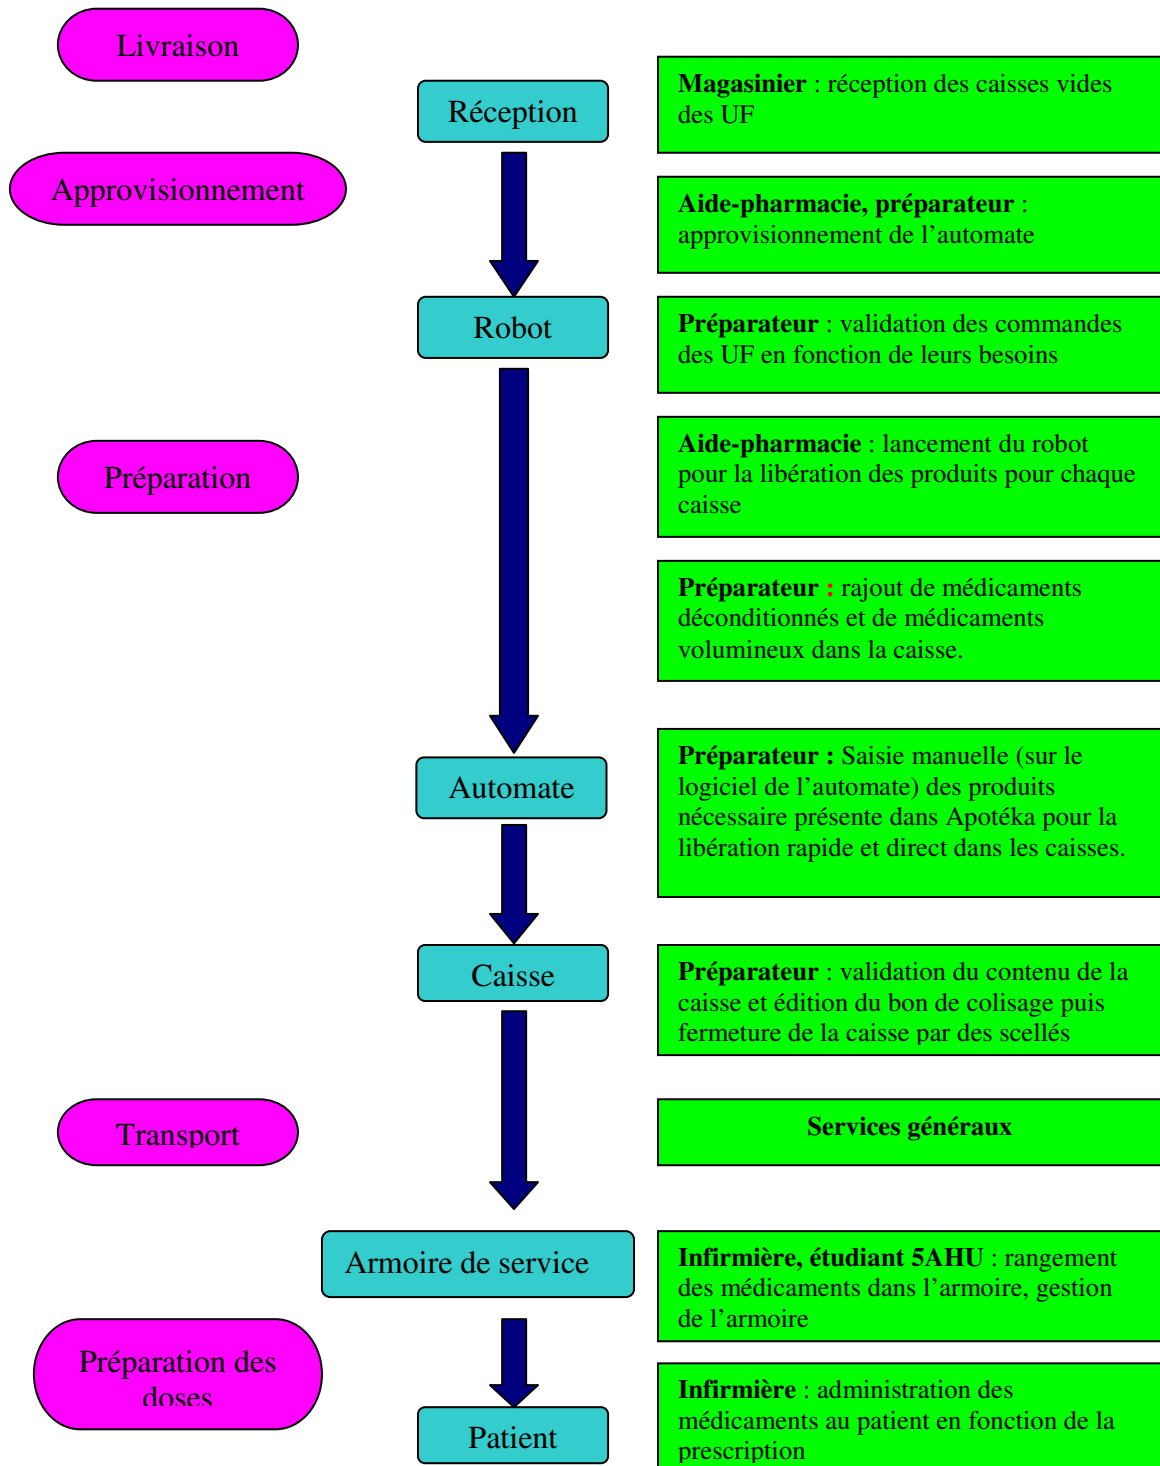 Livraison
Réception
Magasinier : réception des caisses vides
des UF
Approvisionnement
Aide-pharmacie, préparateur :
approvisionnement de l’automate
Robot
Préparateur : validation des commandes
des UF en fonction de leurs besoins
Préparation
Aide-pharmacie : lancement du robot
pour la libération des produits pour chaque
caisse
Préparateur : rajout de médicaments
déconditionnés et de médicaments
volumineux dans la caisse.
Automate
Préparateur : Saisie manuelle (sur le
logiciel de l’automate) des produits
nécessaire présente dans Apotéka pour la
libération rapide et direct dans les caisses.
Caisse
Préparateur : validation du contenu de la
caisse et édition du bon de colisage puis
fermeture de la caisse par des scellés
Transport
Services généraux
Armoire de service
Infirmière, étudiant 5AHU : rangement
des médicaments dans l’armoire, gestion
de l’armoire
Préparation des
doses
Patient
Infirmière : administration des
médicaments au patient en fonction de la
prescription